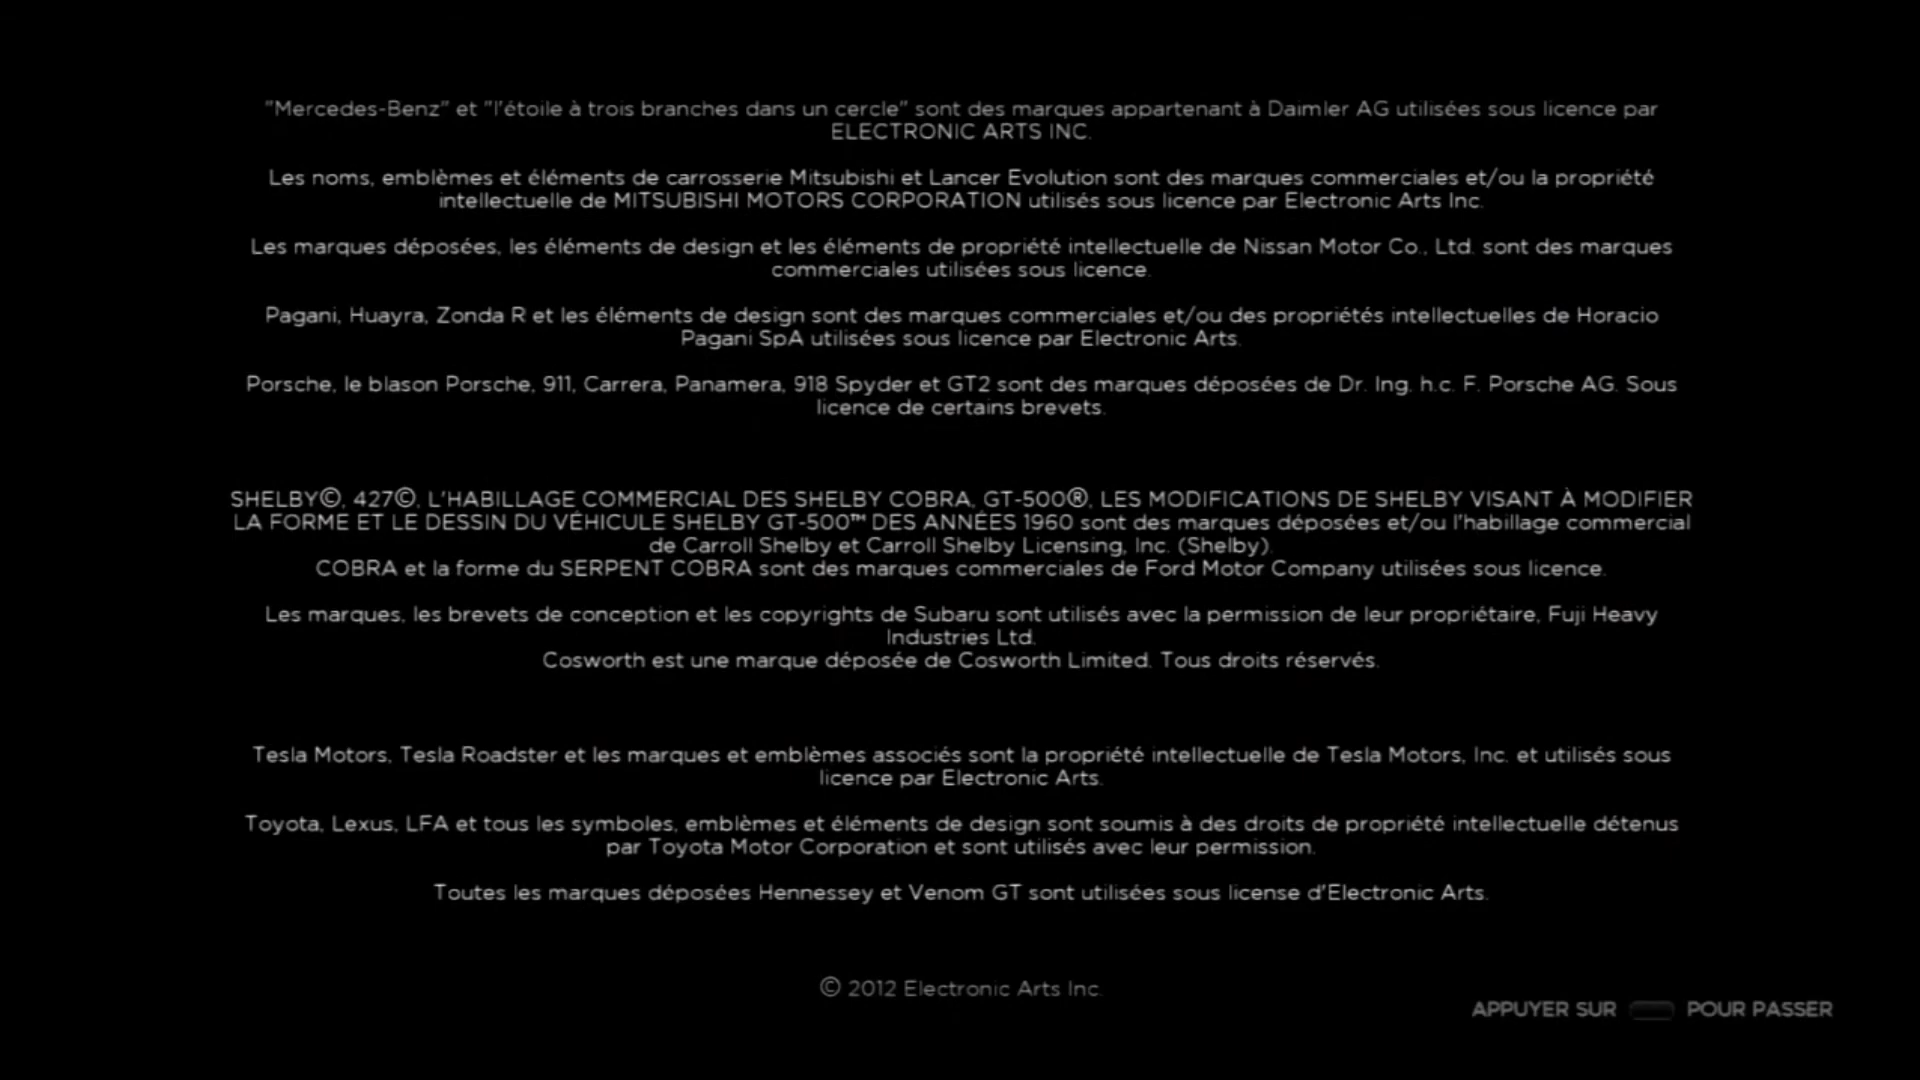 "Mercedes-Benz" et "l'étoile à trois branches dans un cercle" sont des marques appartenant à Daimler AG utilisées sous licence par
ELECTRONIC ARTS INC.
Les noms, emblèmes et éléments de carrosserie Mitsubishi et Lancer Evolution sont des marques commerciales et/ou la propriété
intellectuelle de MITSUBISHI MOTORS CORPORATION utilisés sous licence par Electronic Arts Inc.
Les marques déposées, les éléments de design et les éléments de propriété intellectuelle de Nissan Motor Co., Ltd. sont des marques
commerciales utilisées sous licence.
Pagani, Huayra, Zonda R et les éléments de design sont des marques commerciales et/ou des propriétés intellectuelles de Horacio
Pagani SpA utilisées sous licence par Electronic Arts.
Porsche, le blason Porsche, 911, Carrera, Panamera, 918 Spyder et GT2 sont des marques déposées de Dr. Ing. h.c. F. Porsche AG. Sous
licence de certains brevets.
SHELBY©, 427©, L'HABILLAGE COMMERCIAL DES SHELBY COBRA, GT-500®, LES MODIFICATIONS DE SHELBY VISANT À MODIFIER
LA FORME ET LE DESSIN DU VÉHICULE SHELBY GT-500™ DES ANNÉES 1960 sont des marques déposées et/ou l'habillage commercial
de Carroll Shelby et Carroll Shelby Licensing, Inc. (Shelby).
COBRA et la forme du SERPENT COBRA sont des marques commerciales de Ford Motor Company utilisées sous licence.
Les marques, les brevets de conception et les copyrights de Subaru sont utilisés avec la permission de leur propriétaire, Fuji Heavy
Industries Ltd.
Cosworth est une marque déposée de Cosworth Limited. Tous droits réservés.
Tesla Motors, Tesla Roadster et les marques et emblèmes associés sont la propriété intellectuelle de Tesla Motors, Inc. et utilisés sous
licence par Electronic Arts.
Toyota, Lexus, LFA et tous les symboles, emblèmes et éléments de design sont soumis à des droits de propriété intellectuelle détenus
par Toyota Motor Corporation et sont utilisés avec leur permission.
Toutes les marques déposées Hennessey et Venom GT sont utilisées sous license d'Electronic Arts.
© 2012 Electronic Arts Inc.
APPUYER SUR POUR PASSER